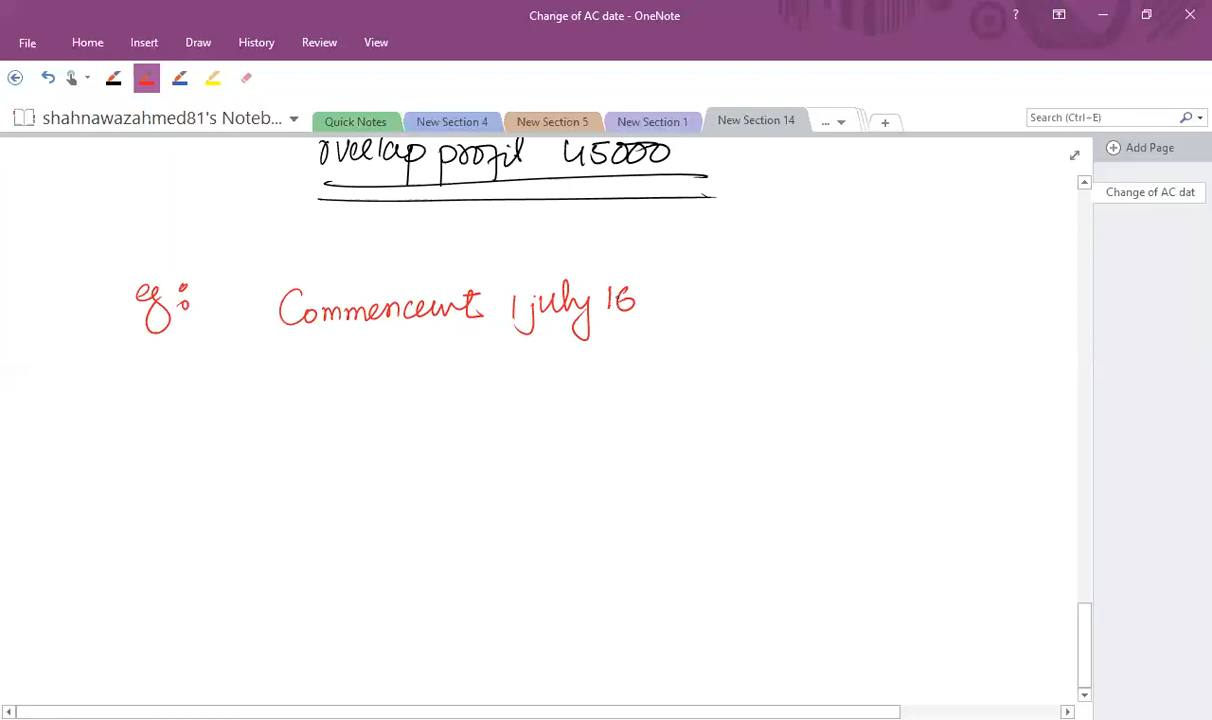 Change of AC date - OneNote
?
File Home Insert Draw History Review View
shahnawazahmed81's Noteb... Quick Notes New Section 4 New Section 5 New Section 1 New Section 14 ... + Search (Ctrl+E)
Add Page
Change of AC dat
overlap profit 45000
eg: Commencemt 1 july 16